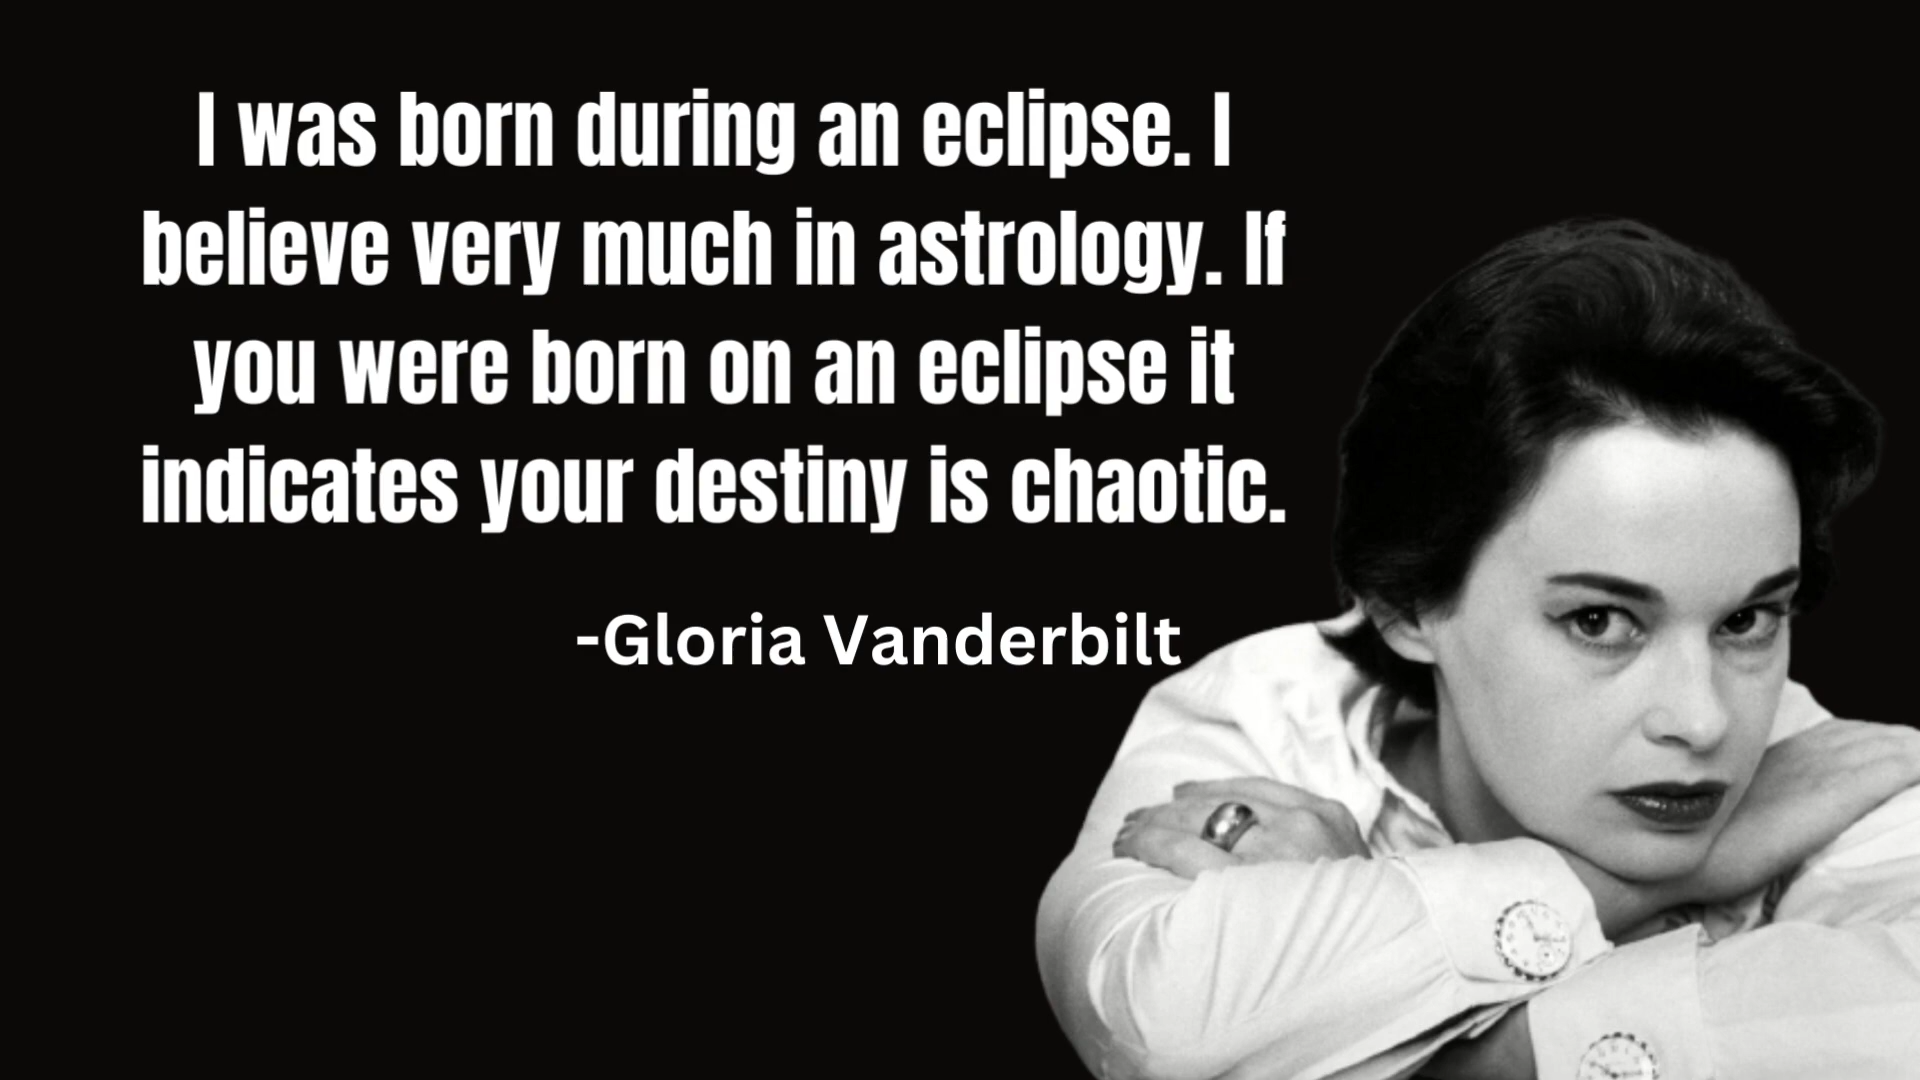 I was born during an eclipse. I
believe very much in astrology. If
you were born on an eclipse it
indicates your destiny is chaotic.
-Gloria Vanderbilt